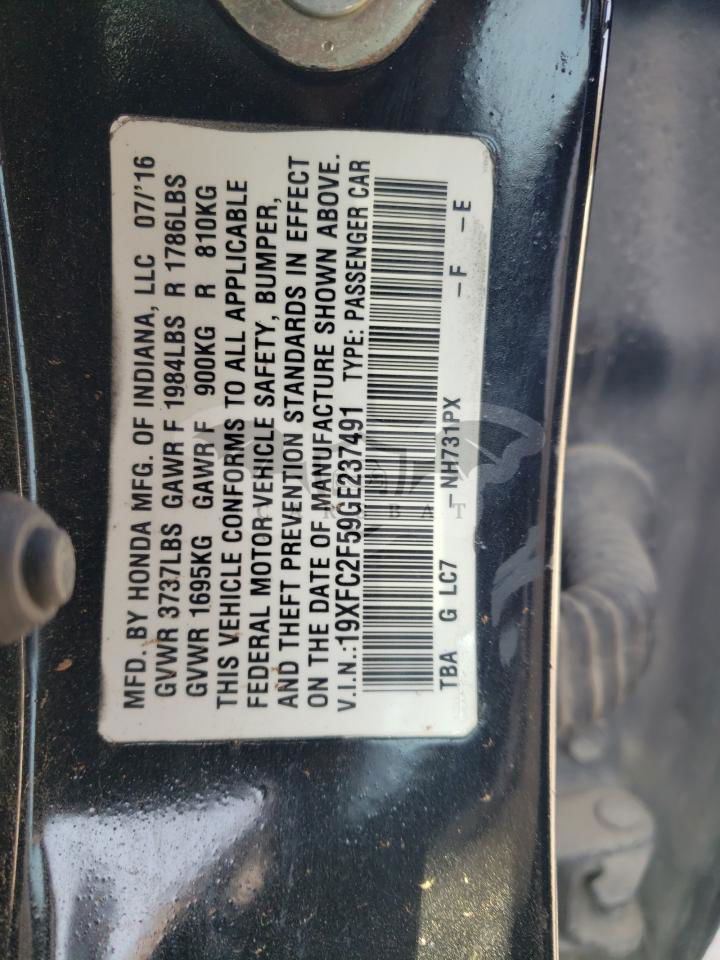 MFD. BY HONDA MFG. OF INDIANA, LLC 07/'16
GVWR 3737LBS GAWR F 1984LBS R 1786LBS
GVWR 1695KG GAWR F 900KG R 810KG
THIS VEHICLE CONFORMS TO ALL APPLICABLE
FEDERAL MOTOR VEHICLE SAFETY, BUMPER,
AND THEFT PREVENTION STANDARDS IN EFFECT
ON THE DATE OF MANUFACTURE SHOWN ABOVE.
V.I.N.:19XFC2F59GE237491 TYPE: PASSENGER CAR
TBA G LC7 -NH731PX -F -E